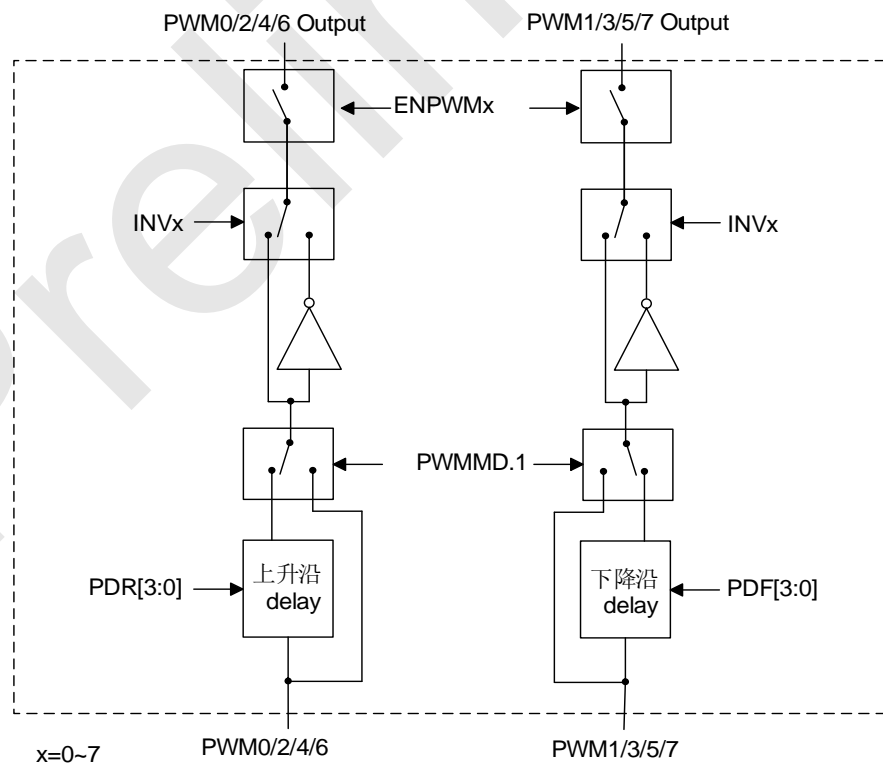 PWM0/2/4/6 Output PWM1/3/5/7 Output
ENPWMx
INVx INVx
PWMMD.1
PDR[3:0] 上升沿 下降沿 PDF[3:0]
delay delay
x=0~7 PWM0/2/4/6 PWM1/3/5/7